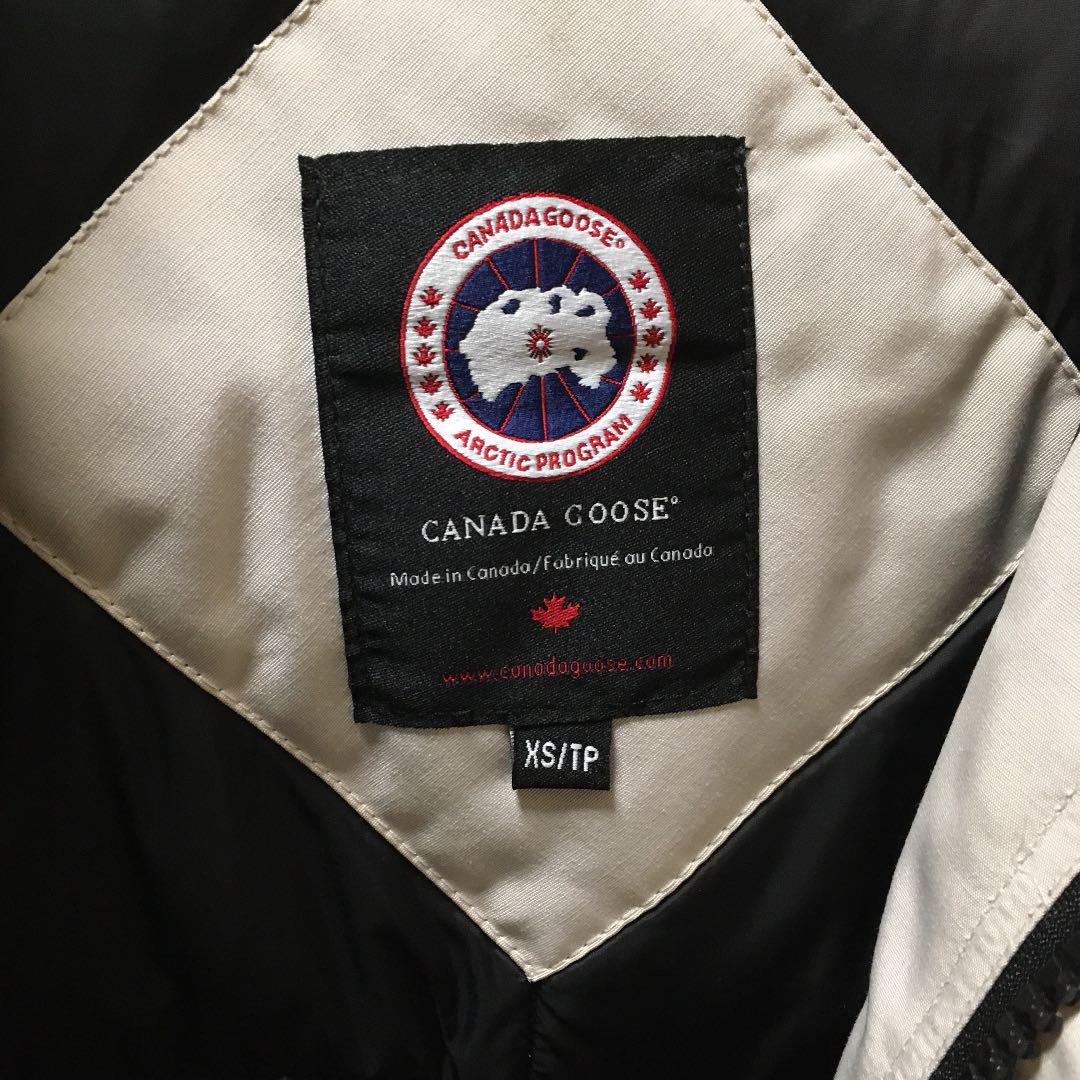 CANADA GOOSE®
ARCTIC PROGRAM
CANADA GOOSE®
Made in Canada/Fabriqué au Canada
www.canadagoose.com
XS/TP